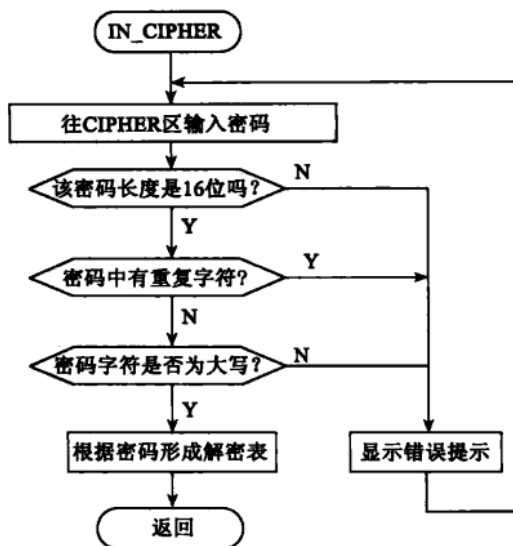 IN_CIPHER
往CIPHER区输入密码
该密码长度是16位吗?
N
Y
密码中有重复字符?
Y
N
密码字符是否为大写?
N
Y
根据密码形成解密表
显示错误提示
返回